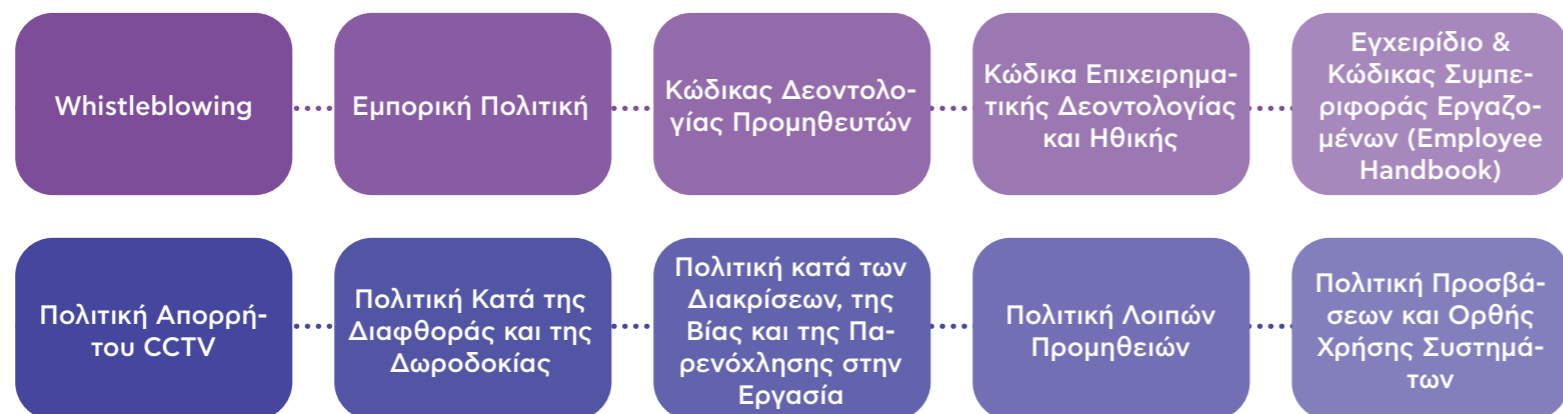 Whistleblowing
Εμπορική Πολιτική
Κώδικας Δεοντολο-
γίας Προμηθευτών
Κώδικα Επιχειρημα-
τικής Δεοντολογίας
και Ηθικής
Εγχειρίδιο &
Κώδικας Συμπε-
ριφοράς Εργαζο-
μένων (Employee
Handbook)
Πολιτική Απορρή-
του CCTV
Πολιτική Κατά της
Διαφθοράς και της
Δωροδοκίας
Πολιτική κατά των
Διακρίσεων, της
Βίας και της Πα-
ρενόχλησης στην
Εργασία
Πολιτική Λοιπών
Προμηθειών
Πολιτική Προσβά-
σεων και Ορθής
Χρήσης Συστημά-
των